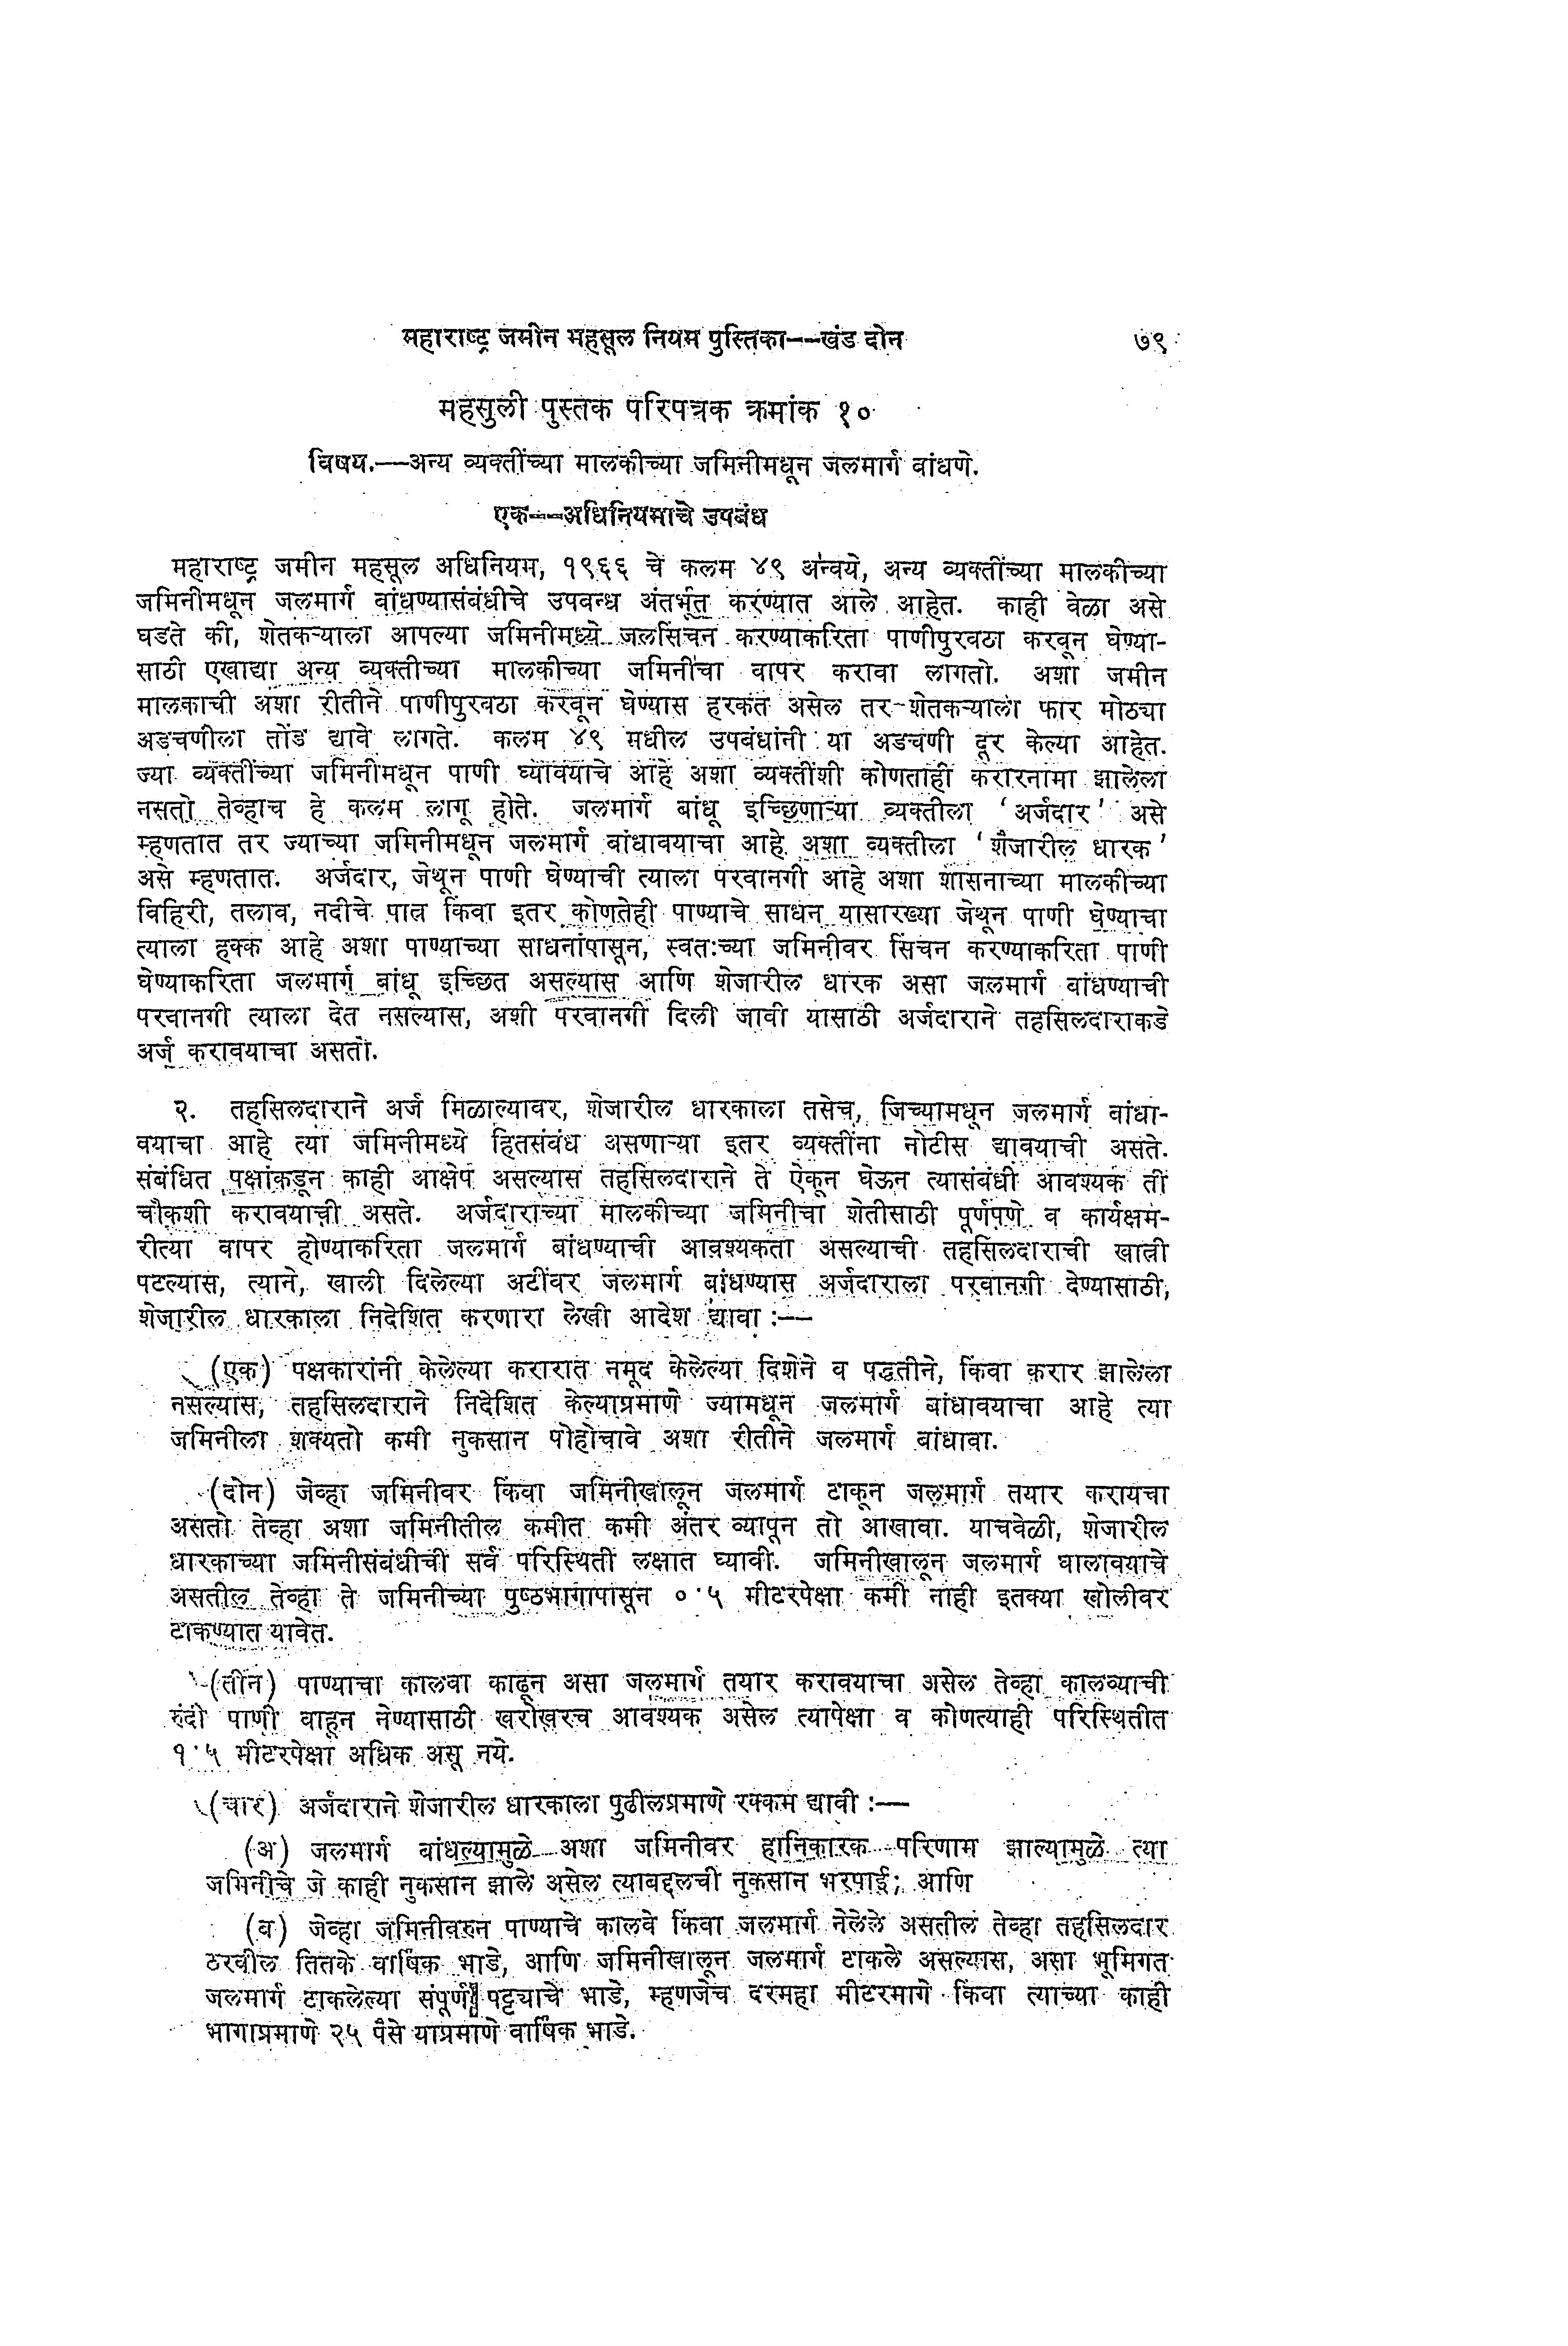 महाराष्ट्र जमीन महसूल नियम पुस्तिका--खंड दोन ७९
महसुली पुस्तक परिपत्रक क्रमांक १०
विषय.--अन्य व्यक्तींच्या मालकीच्या जमिनीमधून जलमार्ग बांधणे.
एक--अधिनियमाचे उपबंध
महाराष्ट्र जमीन महसूल अधिनियम, १९६६ चे कलम ४९ अन्वये, अन्य व्यक्तींच्या मालकीच्या
जमिनीमधून जलमार्ग बांधण्यासंबंधीचे उपबन्ध अंतर्भूत करण्यात आले आहेत. काही वेळा असे
घडते की, शेतकऱ्याला आपल्या जमिनीमध्ये जलसिंचन करण्याकरिता पाणीपुरवठा करवून घेण्या-
साठी एखाद्या अन्य व्यक्तीच्या मालकीच्या जमिनींचा वापर करावा लागतो. अशा जमीन
मालकाची अशा रीतीने पाणीपुरवठा करवून घेण्यास हरकत असेल तर शेतकऱ्याला फार मोठ्या
अडचणीला तोंड द्यावे लागते. कलम ४९ मधील उपबंधांनी या अडचणी दूर केल्या आहेत.
ज्या व्यक्तींच्या जमिनीमधून पाणी घ्यावयाचे आहे अशा व्यक्तींशी कोणताही करारनामा झालेला
नसतो तेव्हाच हे कलम लागू होते. जलमार्ग बांधू इच्छिणाऱ्या व्यक्तीला ‘अर्जदार’ असे
म्हणतात तर ज्याच्या जमिनीमधून जलमार्ग बांधावयाचा आहे अशा व्यक्तीला ‘शेजारील धारक’
असे म्हणतात. अर्जदार, जेथून पाणी घेण्याची त्याला परवानगी आहे अशा शासनाच्या मालकीच्या
विहिरी, तलाव, नदीचे पात्र किंवा इतर कोणतेही पाण्याचे साधन यासारख्या जेथून पाणी घेण्याचा
त्याला हक्क आहे अशा पाण्याच्या साधनांपासून, स्वतःच्या जमिनीवर सिंचन करण्याकरिता पाणी
घेण्याकरिता जलमार्ग बांधू इच्छित असल्यास आणि शेजारील धारक असा जलमार्ग बांधण्याची
परवानगी त्याला देत नसल्यास, अशी परवानगी दिली जावी यासाठी अर्जदाराने तहसिलदाराकडे
अर्ज करावयाचा असतो.
२. तहसिलदाराने अर्ज मिळाल्यावर, शेजारील धारकाला तसेच, जिच्यामधून जलमार्ग बांधा-
वयाचा आहे त्या जमिनीमध्ये हितसंबंध असणाऱ्या इतर व्यक्तींना नोटीस द्यावयाची असते.
संबंधित पक्षांकडून काही आक्षेप असल्यास तहसिलदाराने ते ऐकून घेऊन त्यासंबंधी आवश्यक ती
चौकशी करावयाची असते. अर्जदाराच्या मालकीच्या जमिनीचा शेतीसाठी पूर्णपणे व कार्यक्षम-
रीत्या वापर होण्याकरिता जलमार्ग बांधण्याची आवश्यकता असल्याची तहसिलदाराची खात्री
पटल्यास, त्याने, खाली दिलेल्या अटींवर जलमार्ग बांधण्यास अर्जदाराला परवानगी देण्यासाठी,
शेजारील धारकाला निदेशित करणारा लेखी आदेश द्यावा :--
(एक) पक्षकारांनी केलेल्या करारात नमूद केलेल्या दिशेने व पद्धतीने, किंवा करार झालेला
नसल्यास, तहसिलदाराने निदेशित केल्याप्रमाणे ज्यामधून जलमार्ग बांधावयाचा आहे त्या
जमिनीला शक्यतो कमी नुकसान पोहोचावे अशा रीतीने जलमार्ग बांधावा.
(दोन) जेव्हा जमिनीवर किंवा जमिनीखालून जलमार्ग टाकून जलमार्ग तयार करायचा
असतो तेव्हा अशा जमिनीतील कमीत कमी अंतर व्यापून तो आखावा. याचवेळी, शेजारील
धारकाच्या जमिनीसंबंधीची सर्व परिस्थिती लक्षात घ्यावी. जमिनीखालून जलमार्ग घालावयाचे
असतील तेव्हा ते जमिनीच्या पुष्ठभागापासून ०·५ मीटरपेक्षा कमी नाही इतक्या खोलीवर
टाकण्यात यावेत.
(तीन) पाण्याचा कालवा काढून असा जलमार्ग तयार करावयाचा असेल तेव्हा कालव्याची
रुंदी पाणी वाहून नेण्यासाठी खरोखरच आवश्यक असेल त्यापेक्षा व कोणत्याही परिस्थितीत
१·५ मीटरपेक्षा अधिक असू नये.
(चार) अर्जदाराने शेजारील धारकाला पुढीलप्रमाणे रक्कम द्यावी :--
(अ) जलमार्ग बांधल्यामुळे अशा जमिनीवर हानिकारक परिणाम झाल्यामुळे त्या
जमिनीचे जे काही नुकसान झाले असेल त्याबद्दलची नुकसान भरपाई; आणि
(ब) जेव्हा जमिनीवरुन पाण्याचे कालवे किंवा जलमार्ग नेलेले असतील तेव्हा तहसिलदार
ठरवील तितके वार्षिक भाडे, आणि जमिनीखालून जलमार्ग टाकले असल्यास, असा भूमिगत
जलमार्ग टाकलेल्या संपूर्ण पट्ट्याचे भाडे, म्हणजेच दरमहा मीटरमागे किंवा त्याच्या काही
भागाप्रमाणे २५ पैसे याप्रमाणे वार्षिक भाडे.